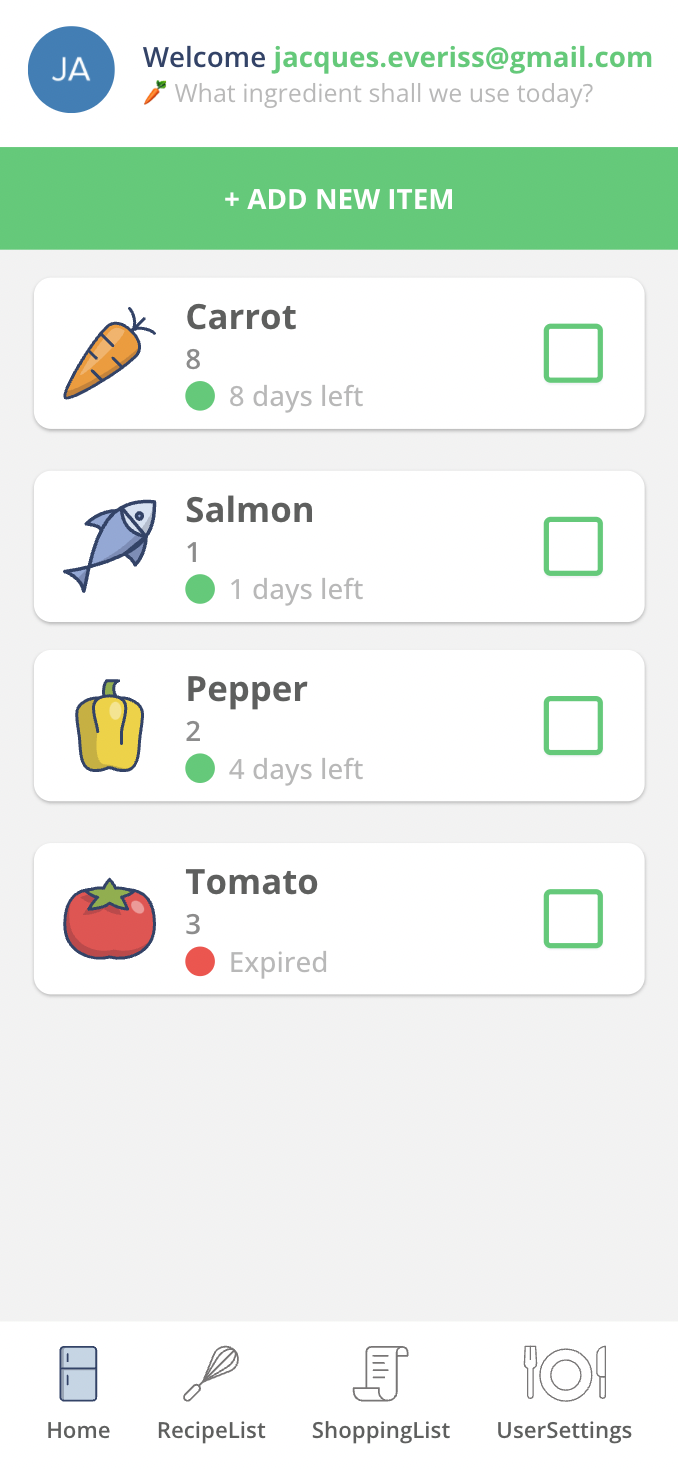 JA
Welcome jacques.everiss@gmail.com
🥕 What ingredient shall we use today?
+ ADD NEW ITEM
Carrot
8
8 days left
Salmon
1
1 days left
Pepper
2
4 days left
Tomato
3
Expired
Home RecipeList ShoppingList UserSettings